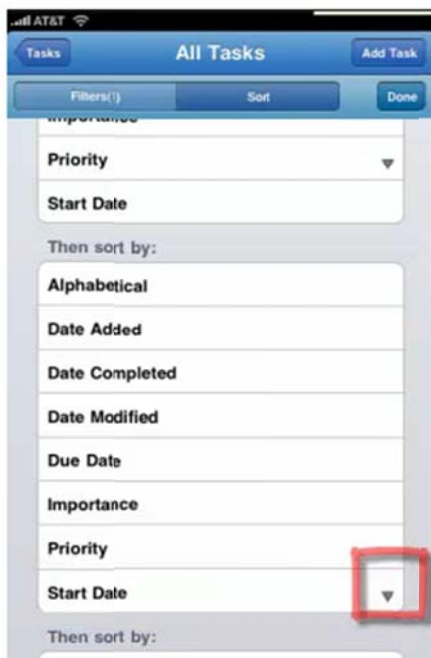 AT&T
Tasks All Tasks Add Task
Filters(1) Sort Done
Importance
Priority
Start Date
Then sort by:
Alphabetical
Date Added
Date Completed
Date Modified
Due Date
Importance
Priority
Start Date
Then sort by: